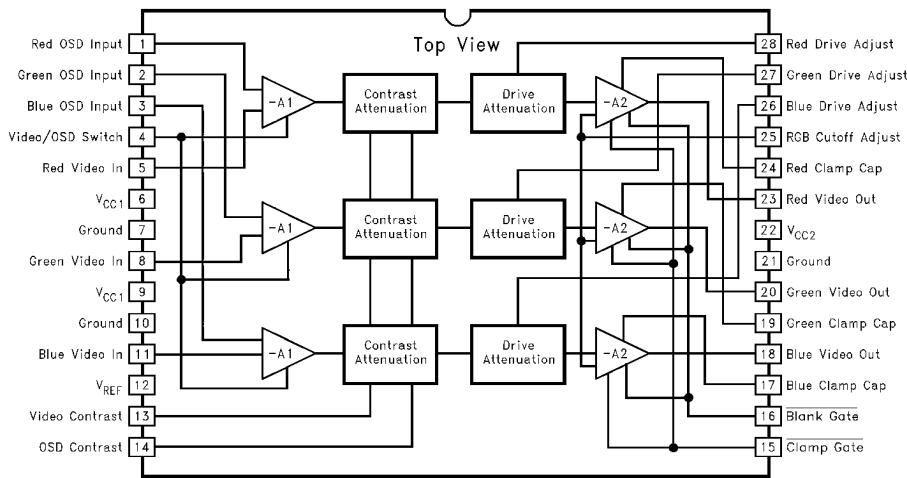 Top View
Red OSD Input 1
Green OSD Input 2
Blue OSD Input 3
Video/OSD Switch 4
Red Video In 5
VCC1 6
Ground 7
Green Video In 8
VCC1 9
Ground 10
Blue Video In 11
VREF 12
Video Contrast 13
OSD Contrast 14
-A1
Contrast
Attenuation
Drive
Attenuation
-A2
-A1
Contrast
Attenuation
Drive
Attenuation
-A2
-A1
Contrast
Attenuation
Drive
Attenuation
-A2
28 Red Drive Adjust
27 Green Drive Adjust
26 Blue Drive Adjust
25 RGB Cutoff Adjust
24 Red Clamp Cap
23 Red Video Out
22 VCC2
21 Ground
20 Green Video Out
19 Green Clamp Cap
18 Blue Video Out
17 Blue Clamp Cap
16 Blank Gate
15 Clamp Gate